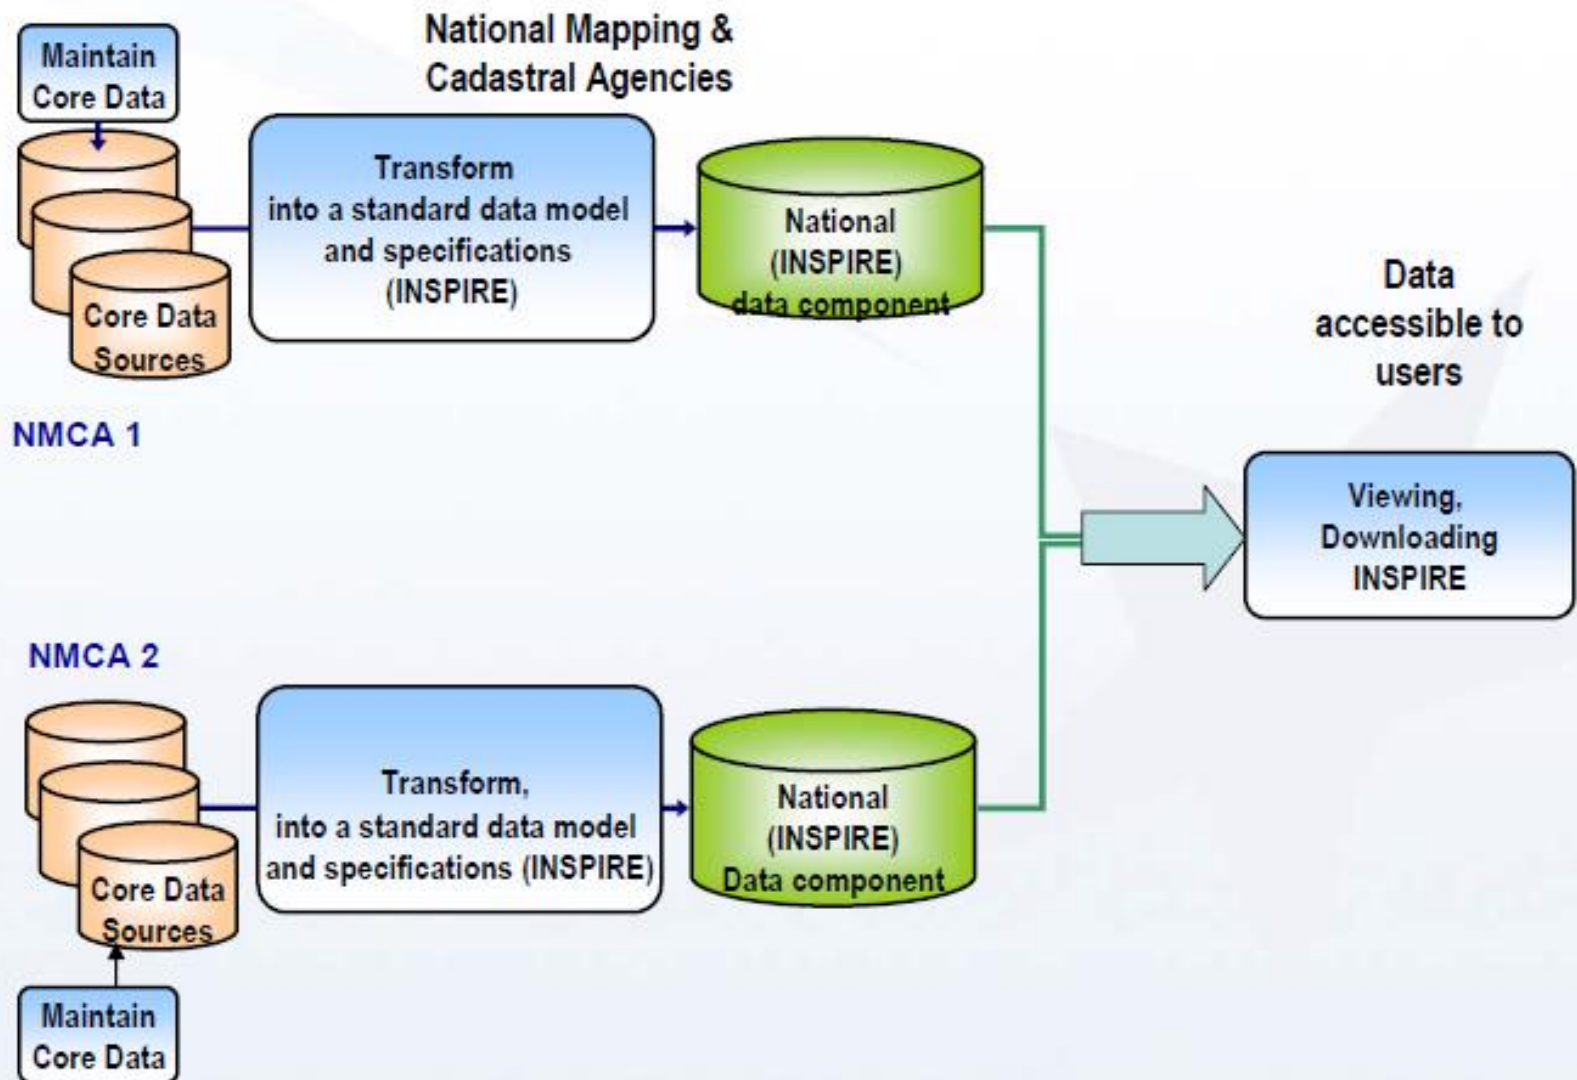 National Mapping &
Cadastral Agencies
Maintain
Core Data
Core Data
Sources
Transform
into a standard data model
and specifications
(INSPIRE)
National
(INSPIRE)
data component
NMCA 1
Data
accessible to
users
Viewing,
Downloading
INSPIRE
NMCA 2
Core Data
Sources
Transform,
into a standard data model
and specifications (INSPIRE)
National
(INSPIRE)
Data component
Maintain
Core Data